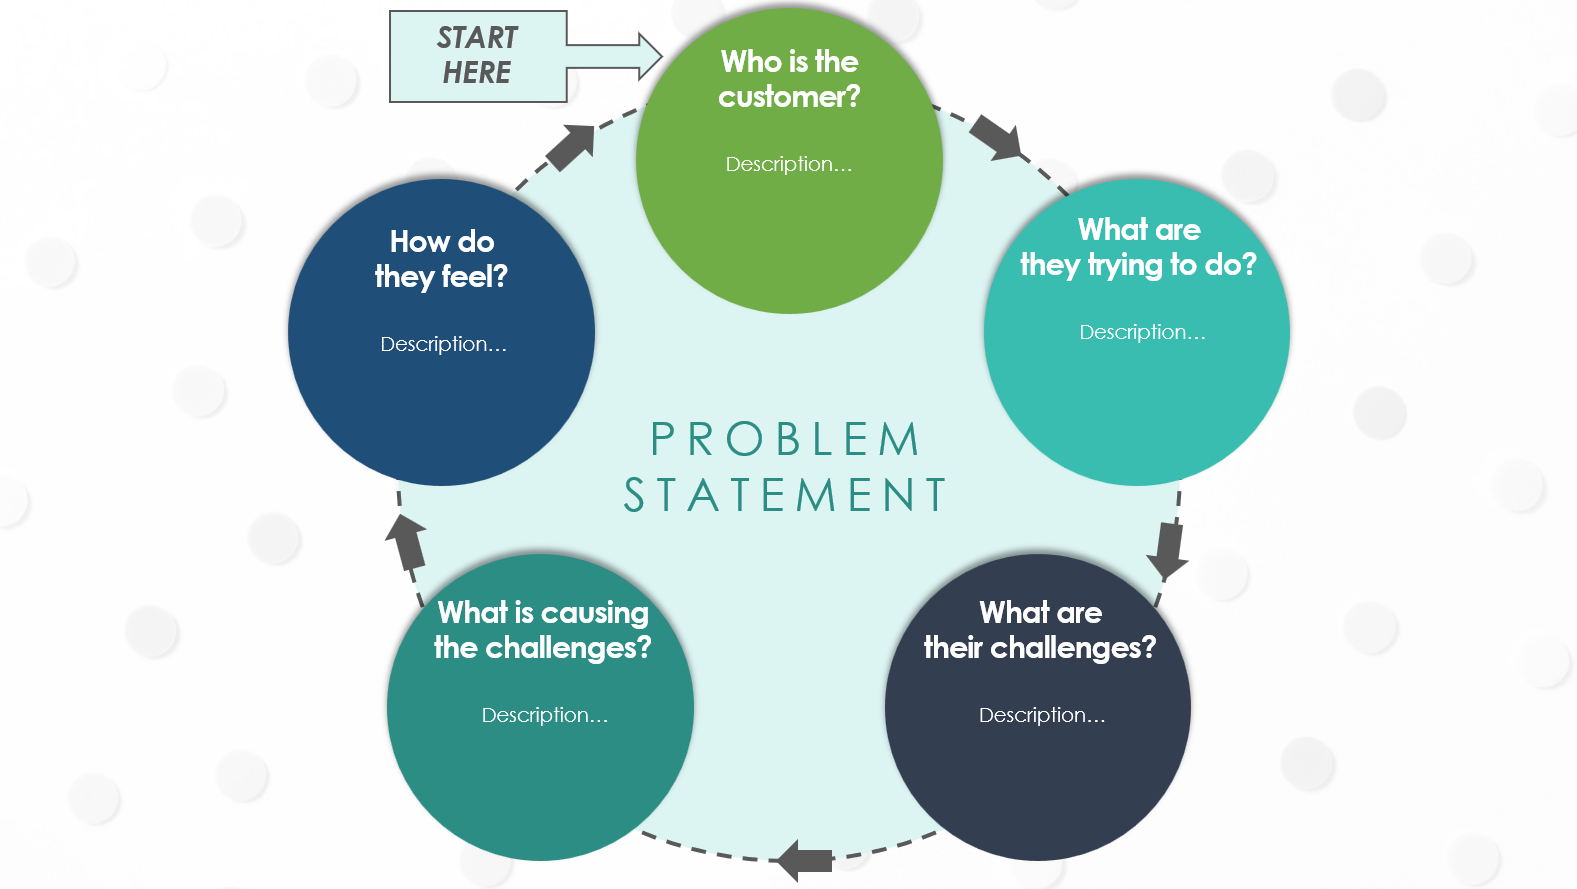 START
HERE
Who is the
customer?
Description...
What are
they trying to do?
Description...
What are
their challenges?
Description...
What is causing
the challenges?
Description...
How do
they feel?
Description...
PROBLEM
STATEMENT